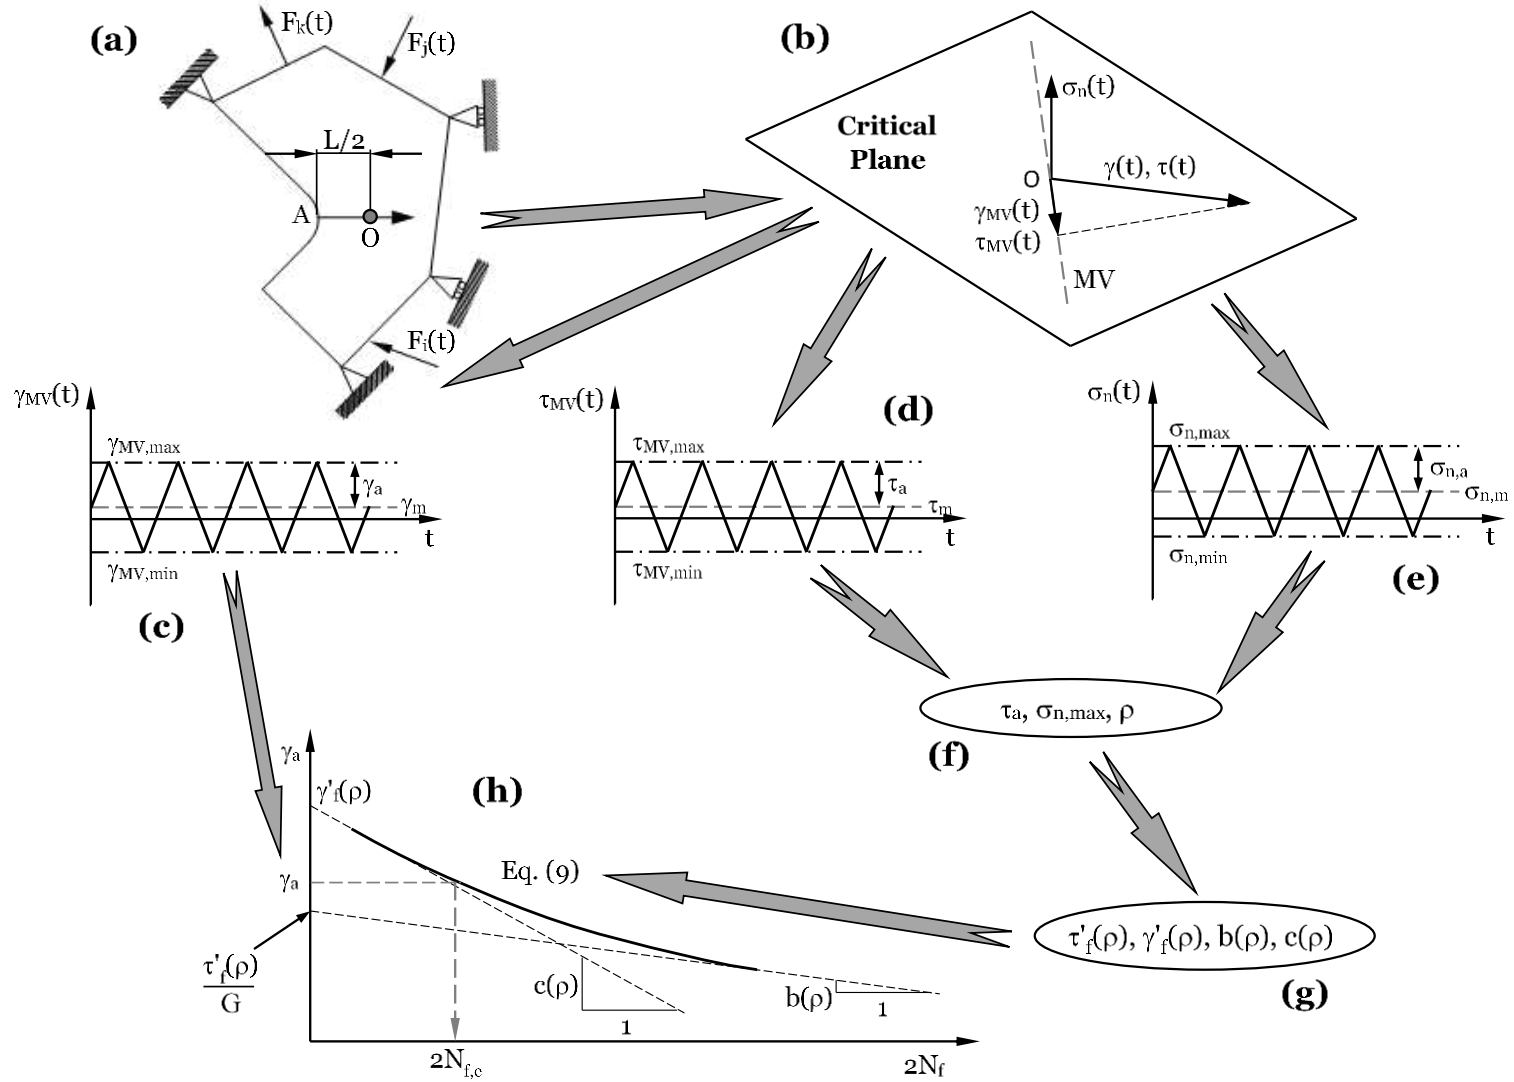 (a)
Fk(t)
Fj(t)
L/2
A
O
Fi(t)
(b)
Critical
Plane
σn(t)
O
γ(t), τ(t)
γMV(t)
τMV(t)
MV
γMV(t)
γMV,max
γa
γm
t
γMV,min
(c)
τMV(t)
(d)
τMV,max
τa
τm
t
τMV,min
σn(t)
σn,max
σn,a
σn,m
t
σn,min
(e)
τa, σn,max, ρ
(f)
τ'f(ρ), γ'f(ρ), b(ρ), c(ρ)
(g)
γa
γ'f(ρ)
(h)
Eq. (9)
γa
τ'f(ρ)
G
c(ρ)
1
b(ρ)
1
2Nf,e
2Nf